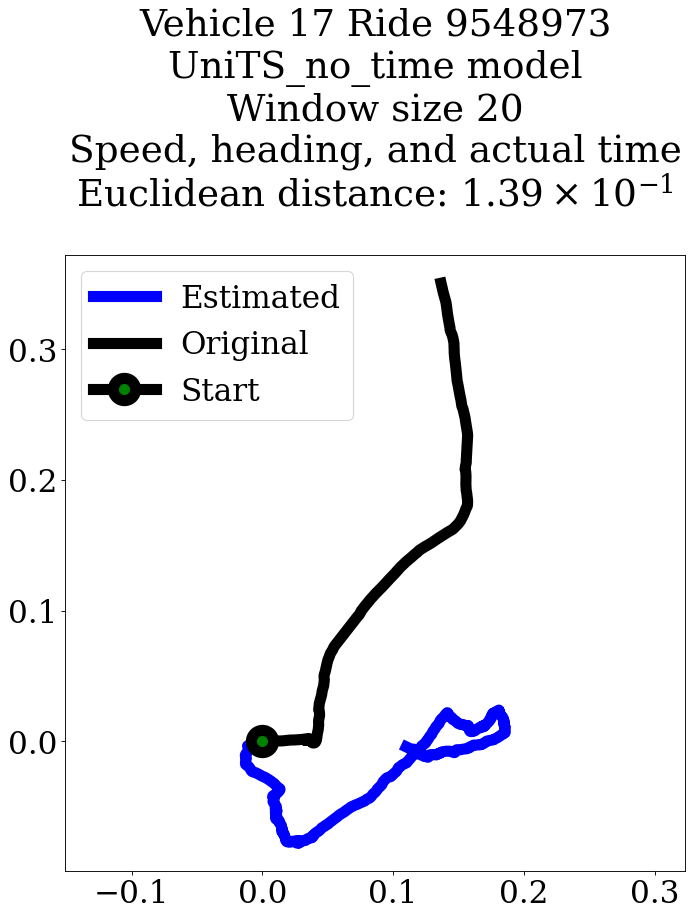 Vehicle 17 Ride 9548973
UniTS_no_time model
Window size 20
Speed, heading, and actual time
Euclidean distance: 1.39 × 10⁻¹
Estimated
Original
Start
0.3
0.2
0.1
0.0
−0.1 0.0 0.1 0.2 0.3